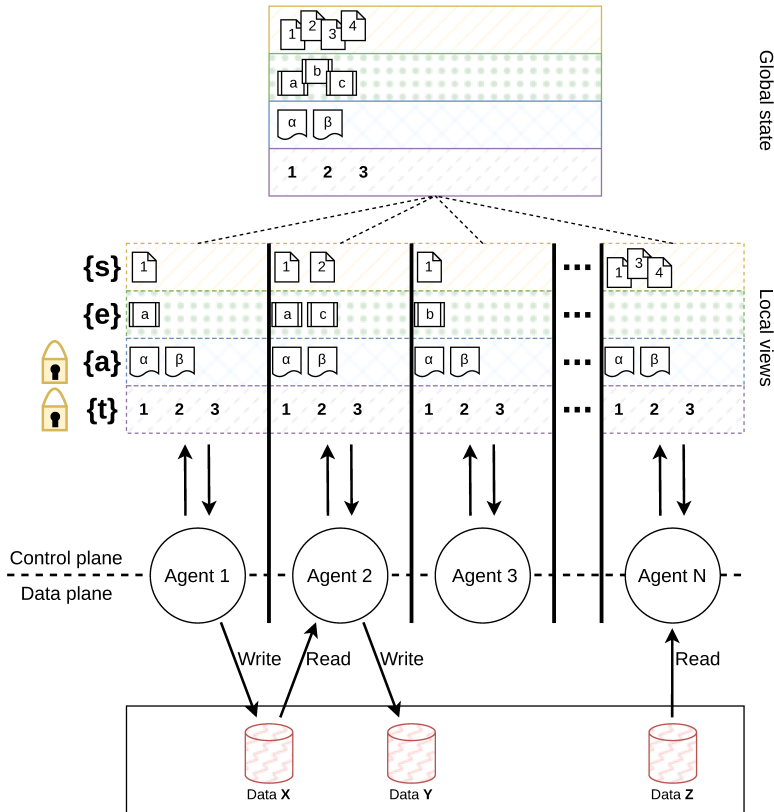 1 2 3 4
a b c
α β
1 2 3
Global state
{s} 1 1 2 1 ... 1 3 4
{e} a a c b ...
{a} α β α β α β ... α β
{t} 1 2 3 1 2 3 1 2 3 ... 1 2 3
Local views
Control plane
Data plane
Agent 1
Agent 2
Agent 3
Agent N
Write
Read
Write
Read
Data X
Data Y
Data Z